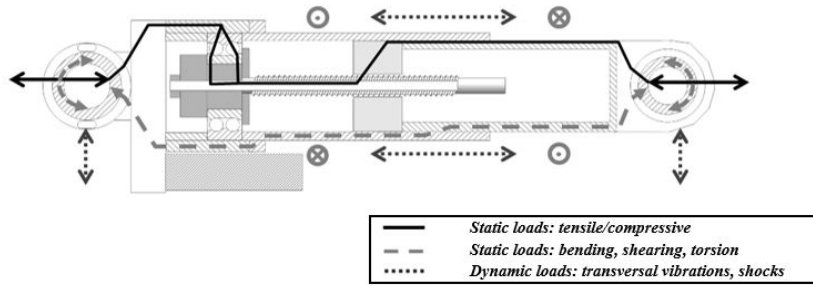 Static loads: tensile/compressive
Static loads: bending, shearing, torsion
Dynamic loads: transversal vibrations, shocks